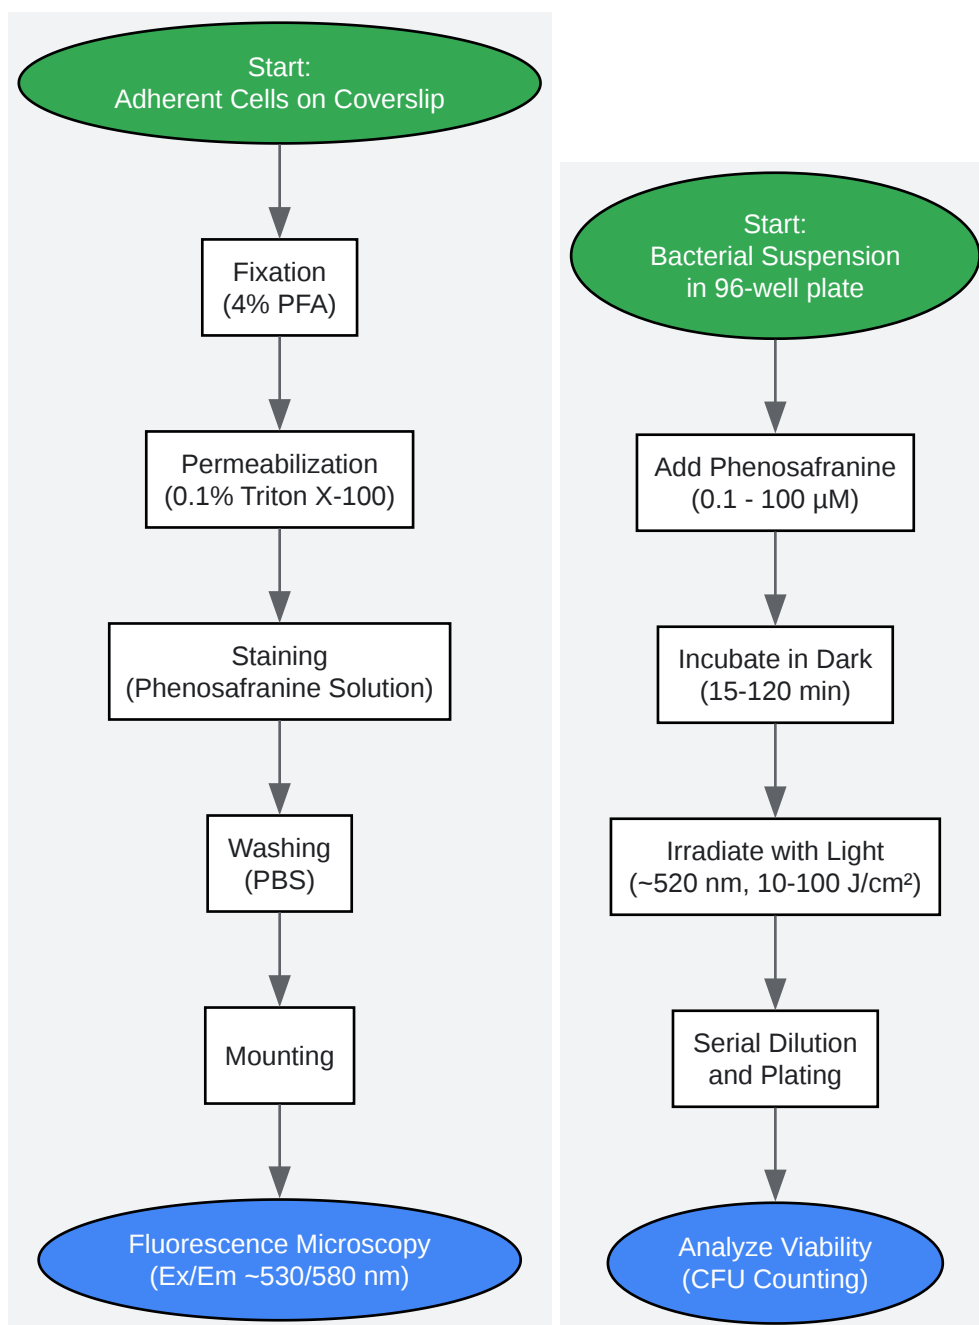 Start:
Adherent Cells on Coverslip
Fixation
(4% PFA)
Permeabilization
(0.1% Triton X-100)
Staining
(Phenosafranine Solution)
Washing
(PBS)
Mounting
Fluorescence Microscopy
(Ex/Em ~530/580 nm)
Start:
Bacterial Suspension
in 96-well plate
Add Phenosafranine
(0.1 - 100 µM)
Incubate in Dark
(15-120 min)
Irradiate with Light
(~520 nm, 10-100 J/cm²)
Serial Dilution
and Plating
Analyze Viability
(CFU Counting)